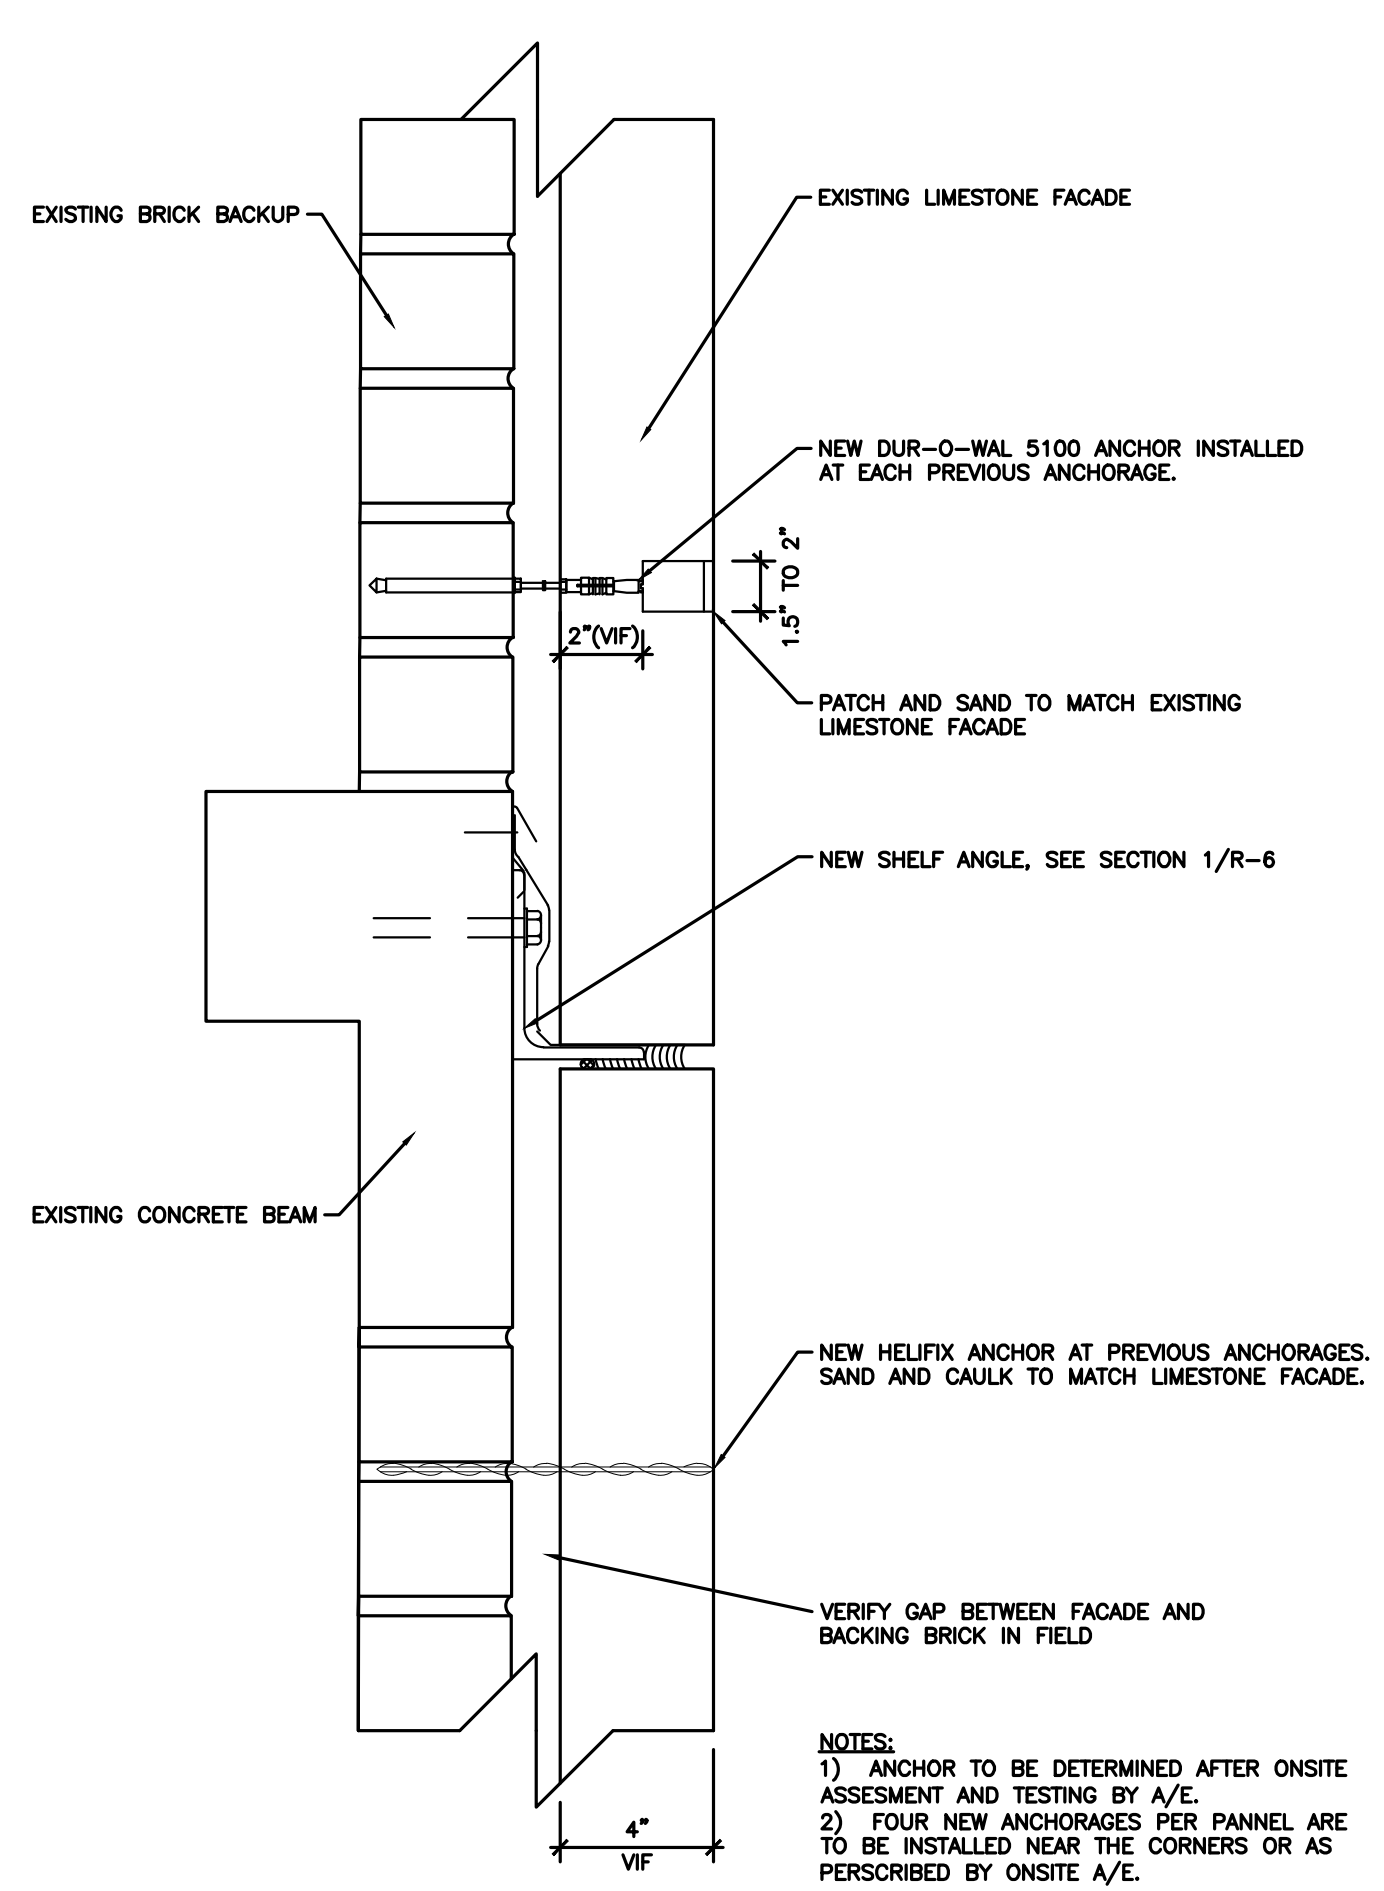 EXISTING BRICK BACKUP
EXISTING LIMESTONE FACADE
NEW DUR-O-WAL 5100 ANCHOR INSTALLED
AT EACH PREVIOUS ANCHORAGE.
1.5" TO 2"
2"(VIF)
PATCH AND SAND TO MATCH EXISTING
LIMESTONE FACADE
NEW SHELF ANGLE, SEE SECTION 1/R-6
EXISTING CONCRETE BEAM
NEW HELIFIX ANCHOR AT PREVIOUS ANCHORAGES.
SAND AND CAULK TO MATCH LIMESTONE FACADE.
VERIFY GAP BETWEEN FACADE AND
BACKING BRICK IN FIELD
4"
VIF
NOTES:
1) ANCHOR TO BE DETERMINED AFTER ONSITE
ASSESMENT AND TESTING BY A/E.
2) FOUR NEW ANCHORAGES PER PANNEL ARE
TO BE INSTALLED NEAR THE CORNERS OR AS
PERSCRIBED BY ONSITE A/E.